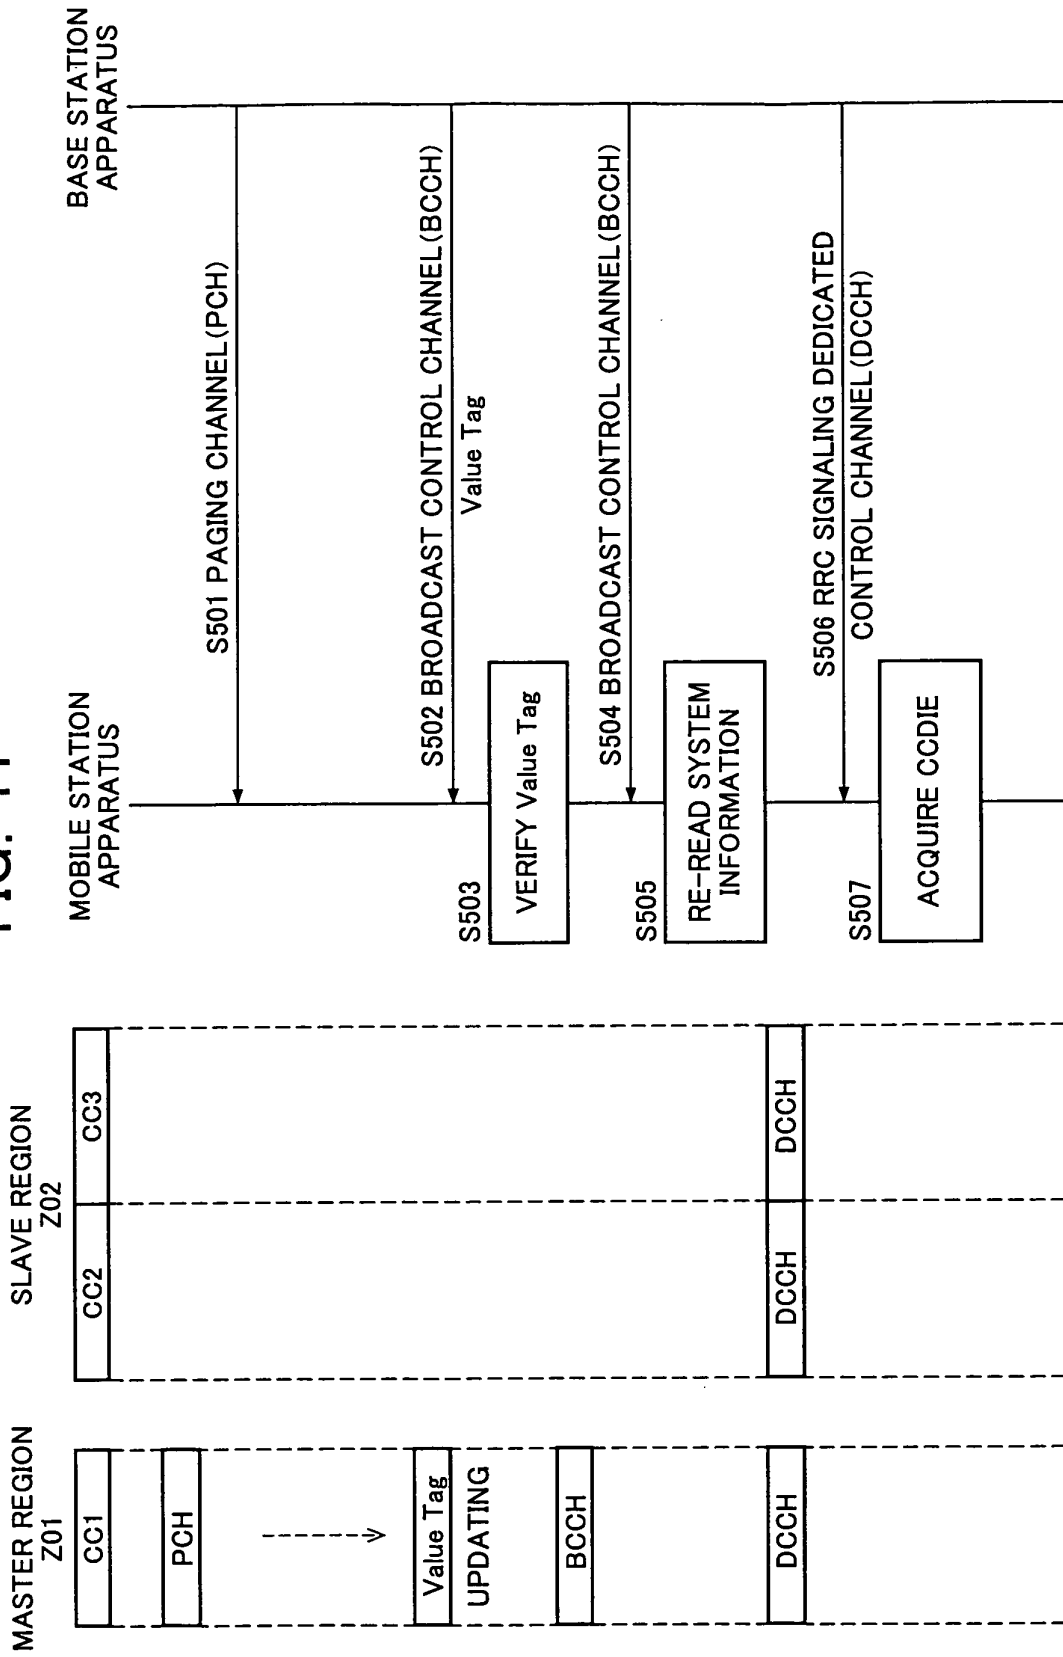 MASTER REGION
Z01
SLAVE REGION
Z02
MOBILE STATION
APPARATUS
BASE STATION
APPARATUS
CC1
CC2
CC3
PCH
S501 PAGING CHANNEL(PCH)
Value Tag
UPDATING
S502 BROADCAST CONTROL CHANNEL(BCCH)
Value Tag
S503
VERIFY Value Tag
BCCH
S504 BROADCAST CONTROL CHANNEL(BCCH)
S505
RE-READ SYSTEM
INFORMATION
DCCH
DCCH
DCCH
S506 RRC SIGNALING DEDICATED
CONTROL CHANNEL(DCCH)
S507
ACQUIRE CCDIE